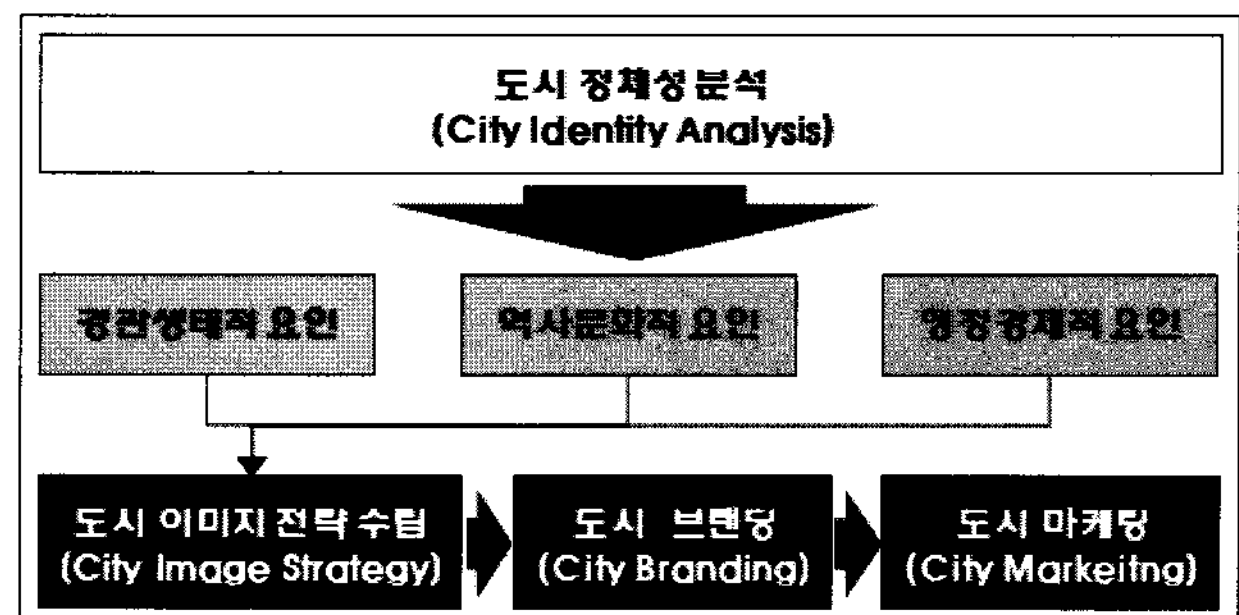 도시 정체성 분석
(City Identity Analysis)
경관생태적 요인
역사문화적 요인
행정경제적 요인
도시 이미지 전략 수립
(City Image Strategy)
도시 브랜딩
(City Branding)
도시 마케팅
(City Markeitng)